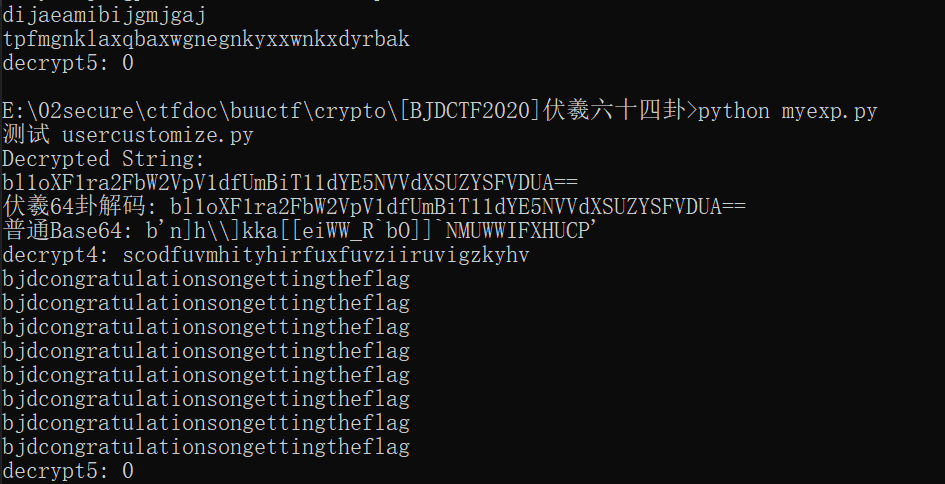 dijaeamibijgmjgaj
tpfmgnklaxqbaxwgnegnkyxxwnkxdyrbak
decrypt5: 0
E:\02secure\ctfdoc\buuctf\crypto\[BJDCTF2020]伏羲六十四卦>python myexp.py
测试 usercustomize.py
Decrypted String:
bl1oXF1ra2FbW2VpV1dfUmBiT11dYE5NVVdXSUZYSFVDUA==
伏羲64卦解码: bl1oXF1ra2FbW2VpV1dfUmBiT11dYE5NVVdXSUZYSFVDUA==
普通Base64: b'n]h\\]kka[[eiWW_R`bO]]`NMUWWIFXHUCP'
decrypt4: scodfuvmhityhirfuxfuvziiruvigzkyhv
bjdcongratulationsongettingtheflag
bjdcongratulationsongettingtheflag
bjdcongratulationsongettingtheflag
bjdcongratulationsongettingtheflag
bjdcongratulationsongettingtheflag
bjdcongratulationsongettingtheflag
bjdcongratulationsongettingtheflag
bjdcongratulationsongettingtheflag
decrypt5: 0